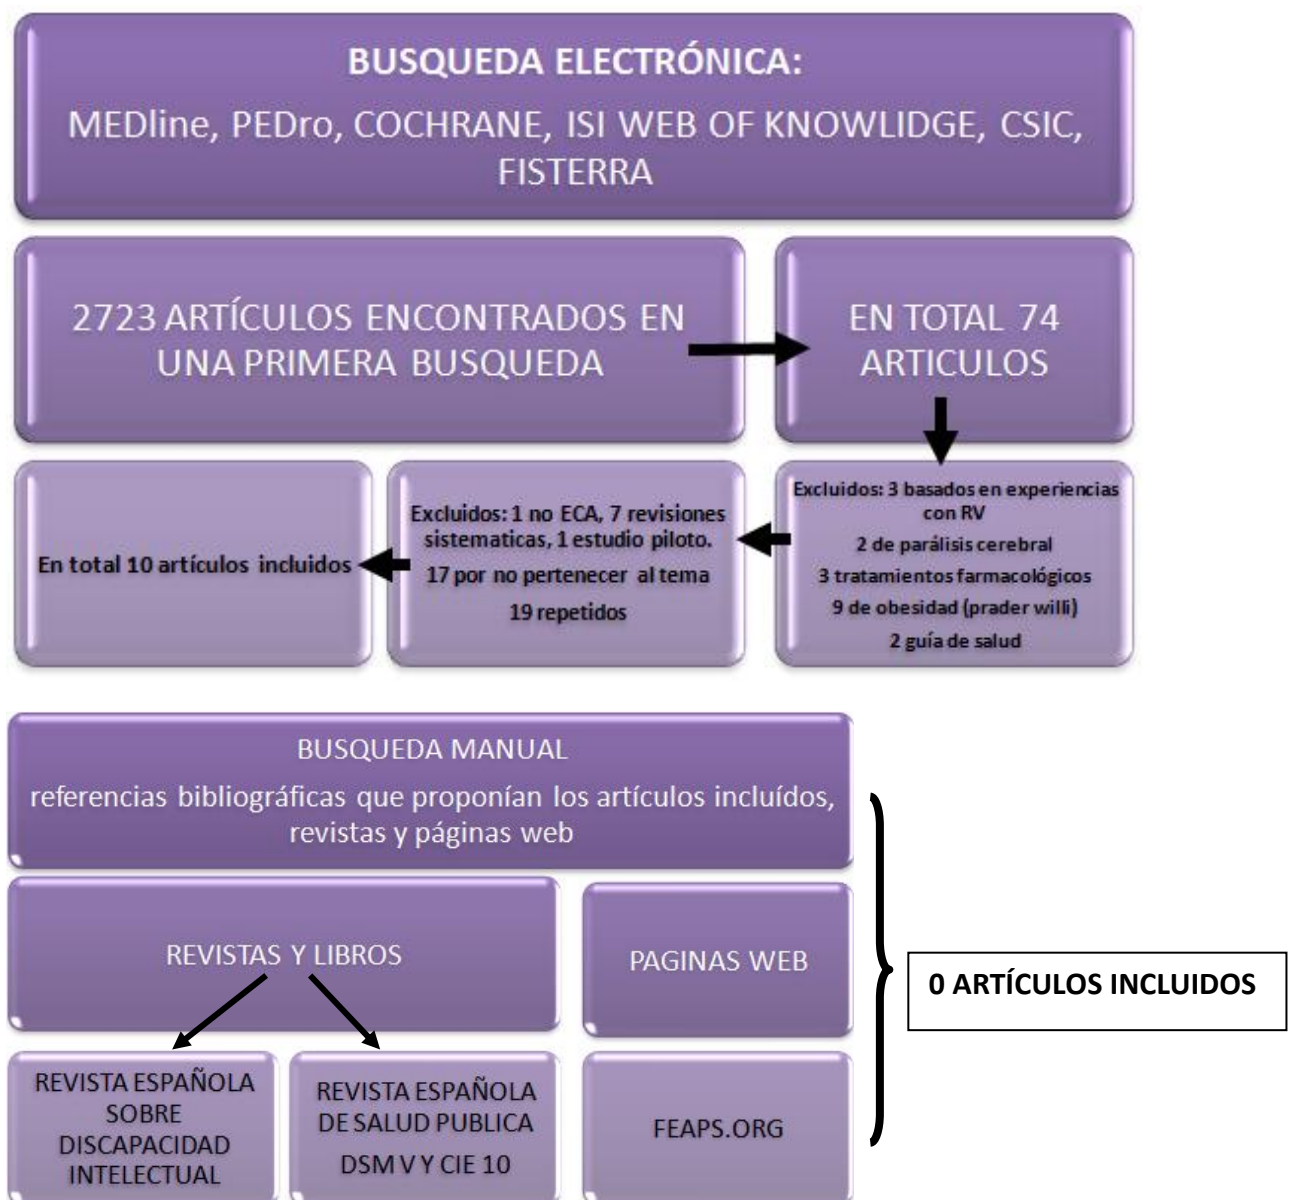 BUSQUEDA ELECTRÓNICA:
MEDline, PEDro, COCHRANE, ISI WEB OF KNOWLIDGE, CSIC,
FISTERRA
2723 ARTÍCULOS ENCONTRADOS EN
UNA PRIMERA BUSQUEDA
EN TOTAL 74
ARTICULOS
Excluidos: 3 basados en experiencias
con RV
2 de parálisis cerebral
3 tratamientos farmacológicos
9 de obesidad (prader willi)
2 guía de salud
Excluidos: 1 no ECA, 7 revisiones
sistematicas, 1 estudio piloto.
17 por no pertenecer al tema
19 repetidos
En total 10 artículos incluidos
BUSQUEDA MANUAL
referencias bibliográficas que proponían los artículos incluídos,
revistas y páginas web
REVISTAS Y LIBROS
PAGINAS WEB
REVISTA ESPAÑOLA
SOBRE
DISCAPACIDAD
INTELECTUAL
REVISTA ESPAÑOLA
DE SALUD PUBLICA
DSM V Y CIE 10
FEAPS.ORG
0 ARTÍCULOS INCLUIDOS